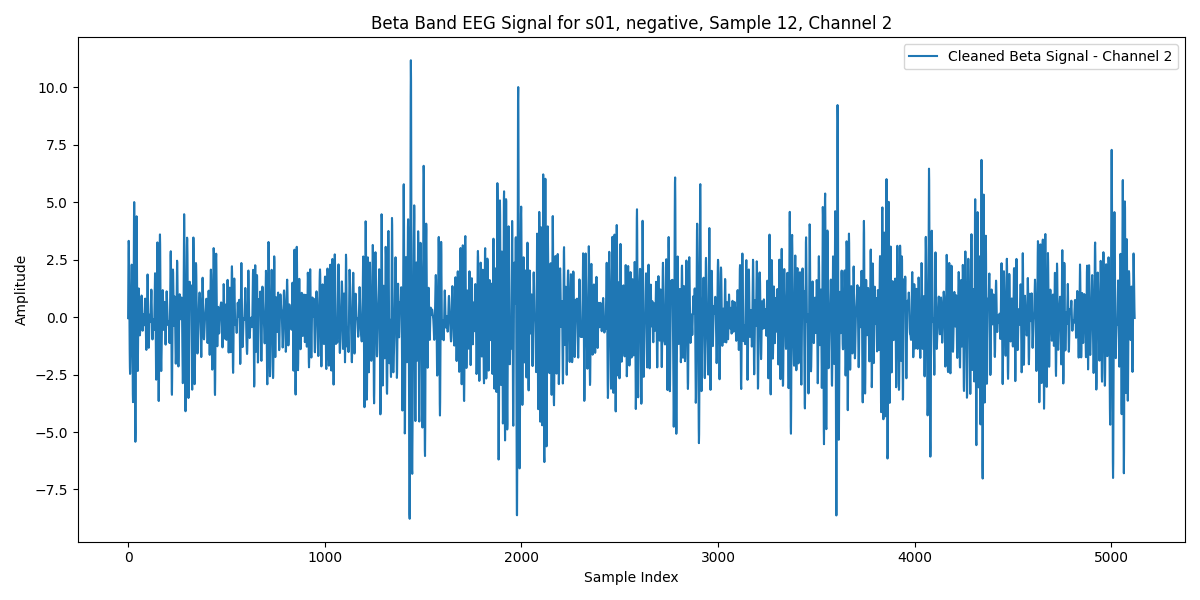 Beta Band EEG Signal for s01, negative, Sample 12, Channel 2
Cleaned Beta Signal - Channel 2
Amplitude
10.0
7.5
5.0
2.5
0.0
−2.5
−5.0
−7.5
0 1000 2000 3000 4000 5000
Sample Index